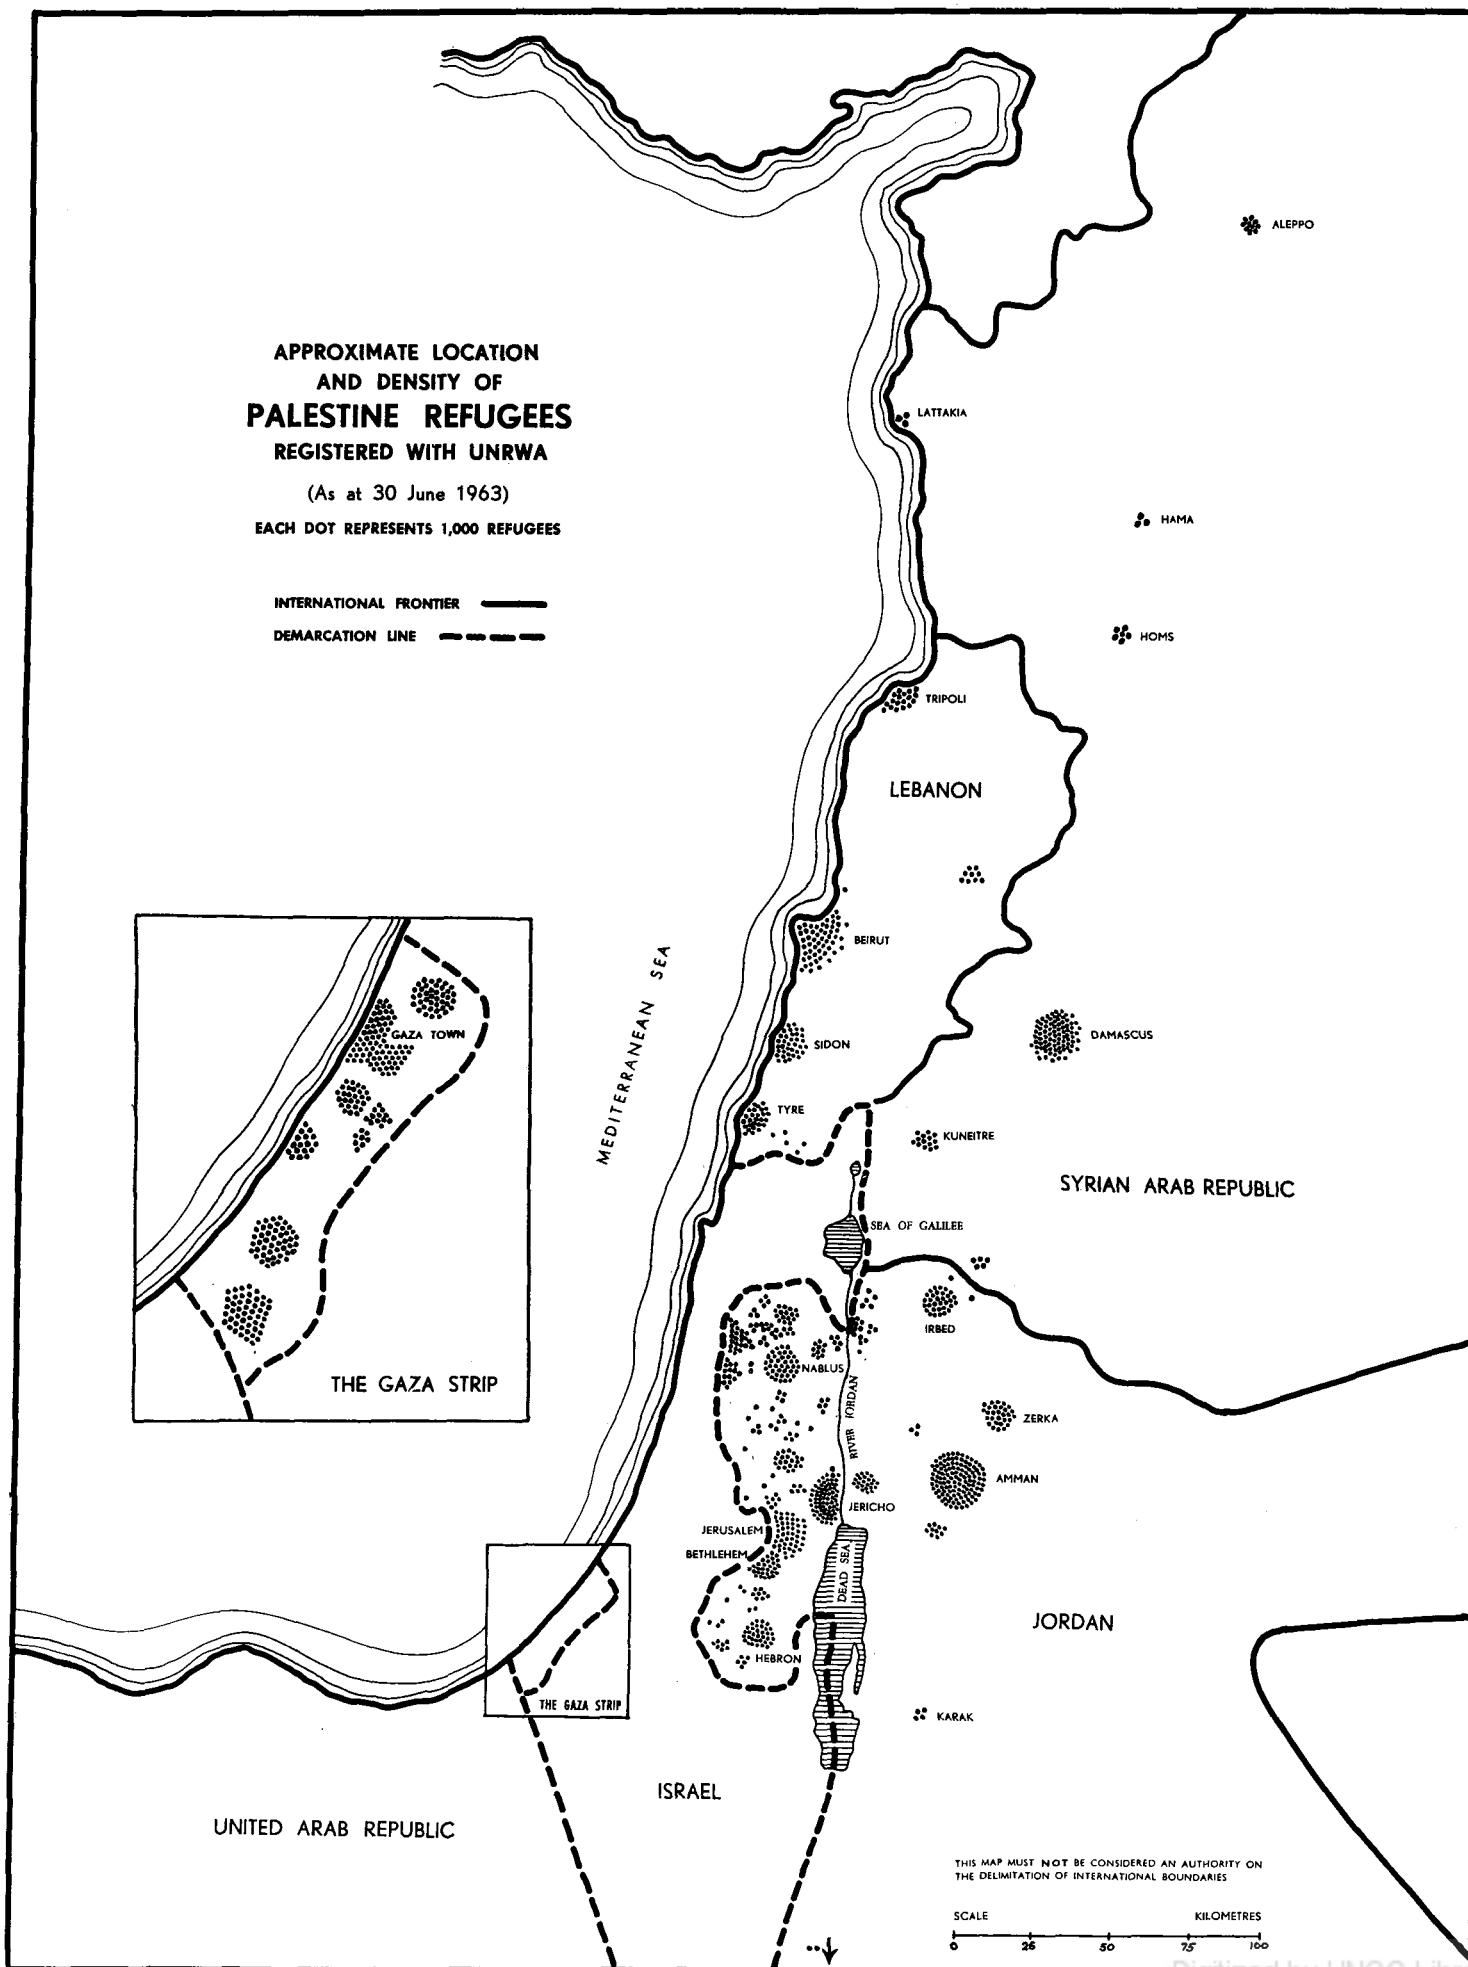 APPROXIMATE LOCATION
AND DENSITY OF
PALESTINE REFUGEES
REGISTERED WITH UNRWA
(As at 30 June 1963)
EACH DOT REPRESENTS 1,000 REFUGEES
INTERNATIONAL FRONTIER
DEMARCATION LINE
ALEPPO
LATTAKIA
HAMA
HOMS
TRIPOLI
LEBANON
BEIRUT
MEDITERRANEAN SEA
SIDON
DAMASCUS
TYRE
KUNEITRE
SYRIAN ARAB REPUBLIC
SEA OF GALILEE
GAZA TOWN
THE GAZA STRIP
IRBED
NABLUS
RIVER JORDAN
ZERKA
AMMAN
JERICHO
JERUSALEM
BETHLEHEM
DEAD SEA
JORDAN
HEBRON
THE GAZA STRIP
KARAK
ISRAEL
UNITED ARAB REPUBLIC
THIS MAP MUST NOT BE CONSIDERED AN AUTHORITY ON
THE DELIMITATION OF INTERNATIONAL BOUNDARIES
SCALE KILOMETRES
0 25 50 75 100